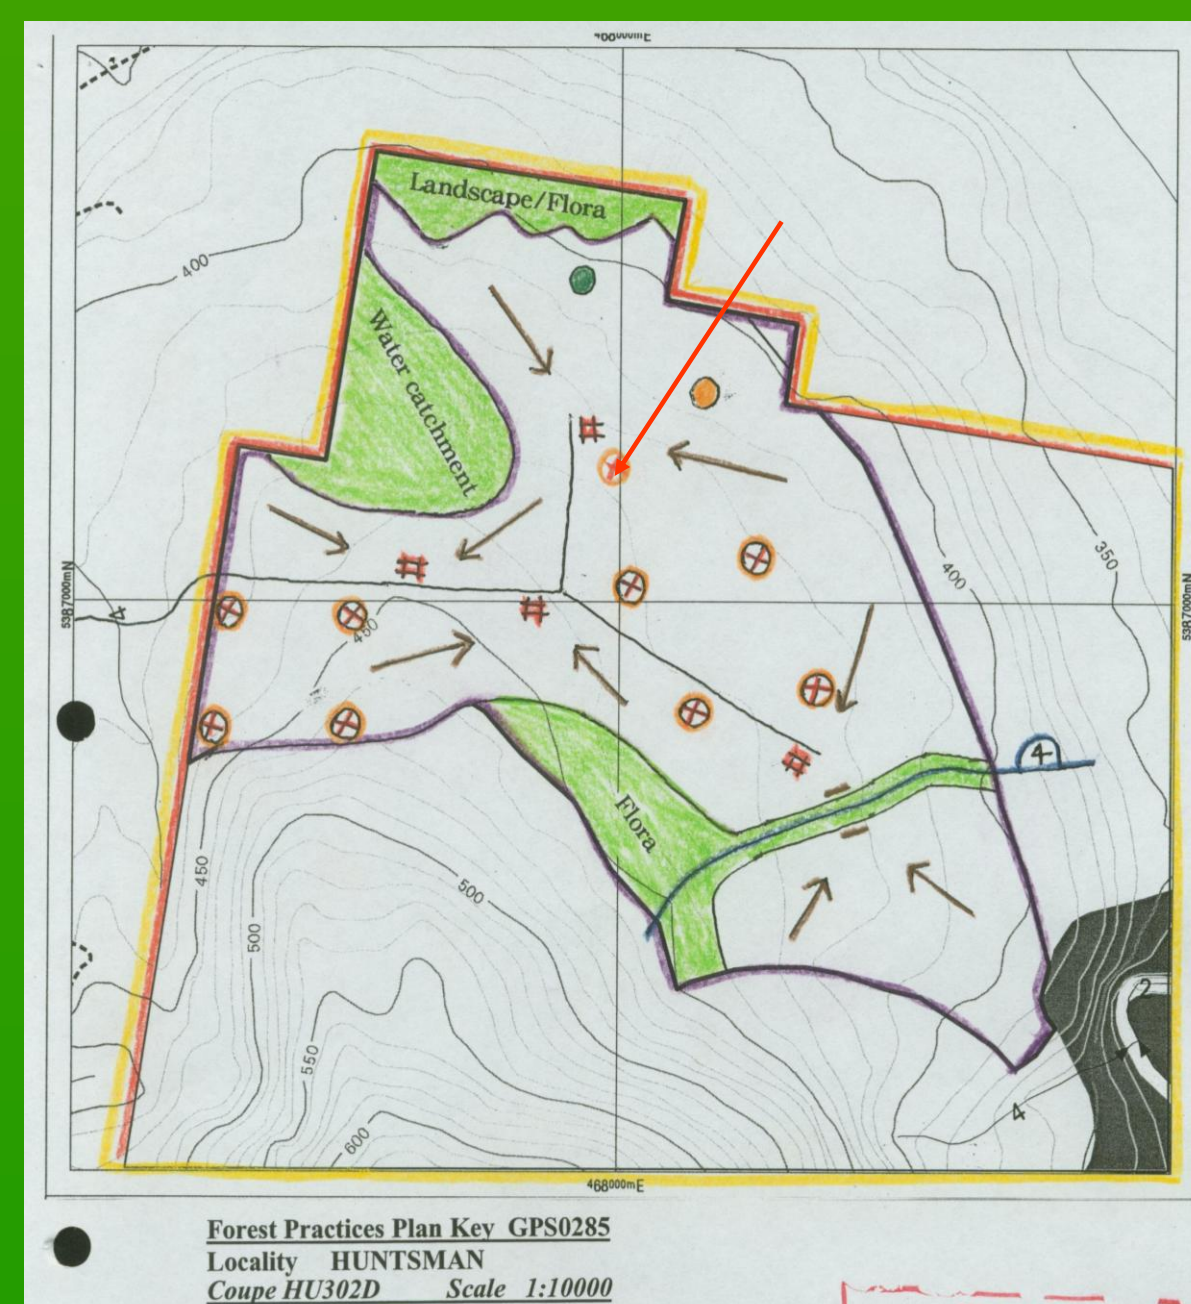 468000mE
400
Landscape/Flora
Water catchment
5387000mN
4
350
400
5387000mN
450
4
Flora
450
500
500
550
600
2
4
468000mE
Forest Practices Plan Key GPS0285
Locality HUNTSMAN
Coupe HU302D Scale 1:10000